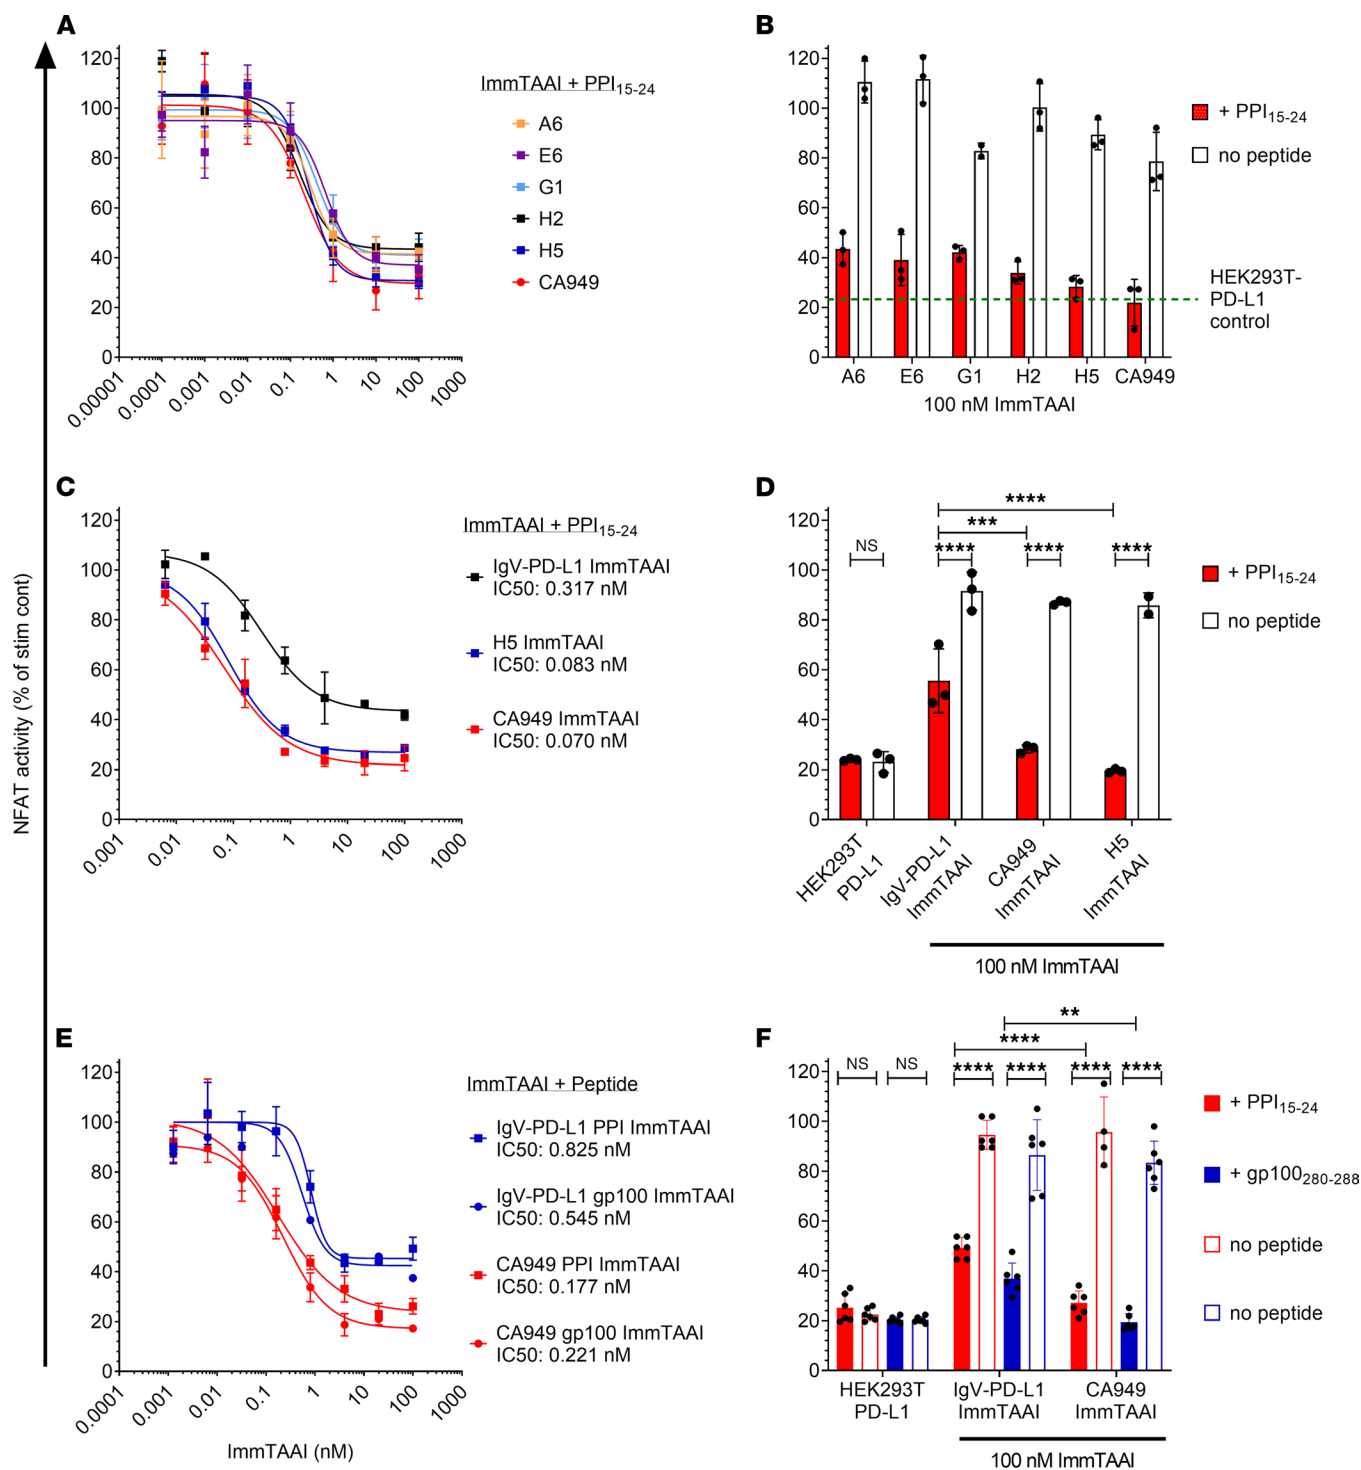 NFAT activity (% of stim cont)
A
120
100
80
60
40
20
0
0.00001
0.0001
0.001
0.01
0.1
1
10
100
1000
ImmTAAI + PPI15-24
A6
E6
G1
H2
H5
CA949
B
120
100
80
60
40
20
0
A6
E6
G1
H2
H5
CA949
100 nM ImmTAAI
+ PPI15-24
no peptide
HEK293T-
PD-L1
control
C
120
100
80
60
40
20
0
0.001
0.01
0.1
1
10
100
1000
ImmTAAI + PPI15-24
IgV-PD-L1 ImmTAAI
IC50: 0.317 nM
H5 ImmTAAI
IC50: 0.083 nM
CA949 ImmTAAI
IC50: 0.070 nM
D
120
100
80
60
40
20
0
****
***
NS
****
****
****
HEK293T
PD-L1
IgV-PD-L1
ImmTAAI
CA949
ImmTAAI
H5
ImmTAAI
100 nM ImmTAAI
+ PPI15-24
no peptide
E
120
100
80
60
40
20
0
0.0001
0.001
0.01
0.1
1
10
100
1000
ImmTAAI (nM)
ImmTAAI + Peptide
IgV-PD-L1 PPI ImmTAAI
IC50: 0.825 nM
IgV-PD-L1 gp100 ImmTAAI
IC50: 0.545 nM
CA949 PPI ImmTAAI
IC50: 0.177 nM
CA949 gp100 ImmTAAI
IC50: 0.221 nM
F
120
100
80
60
40
20
0
**
****
NS
NS
****
****
****
****
HEK293T
PD-L1
IgV-PD-L1
ImmTAAI
CA949
ImmTAAI
100 nM ImmTAAI
+ PPI15-24
+ gp100280-288
no peptide
no peptide